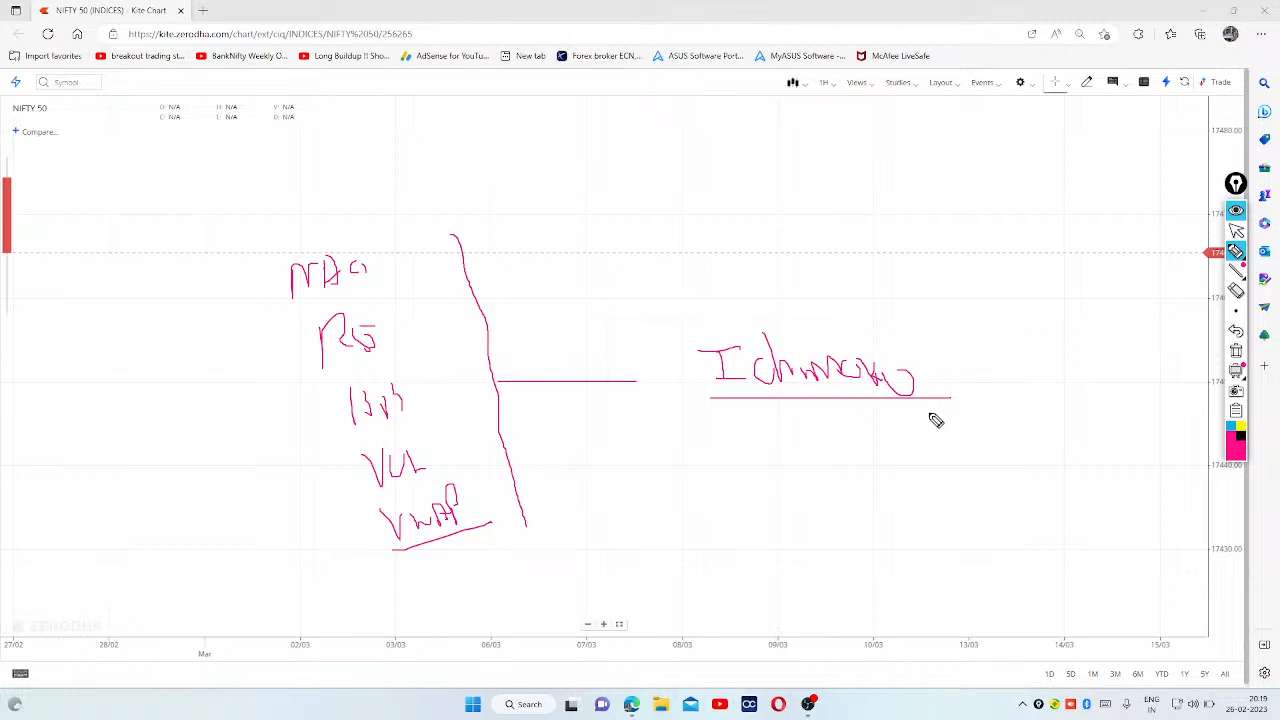 NIFTY 50 (INDICES) - Kite Chart
https://kite.zerodha.com/chart/ext/ciq/INDICES/NIFTY%2050/256265
Import favorites
breakout trading st...
BankNifty Weekly O...
Long Buildup II Sho...
AdSense for YouTu...
New tab
Forex broker ECN,...
ASUS Software Port...
MyASUS Software -...
McAfee LiveSafe
Symbol
1H
Views
Studies
Layout
Events
Trade
NIFTY 50
O: N/A H: N/A V: N/A
C: N/A L: N/A D: N/A
+ Compare...
17480.00
17440.00
17430.00
VOL
VWAP
ZERODHA
27/02 28/02 02/03 03/03 06/03 07/03 08/03 09/03 10/03 13/03 14/03 15/03
Mar
1D 5D 1M 3M 6M YTD 1Y 5Y All
Search
ENG
IN
20:19
26-02-2023